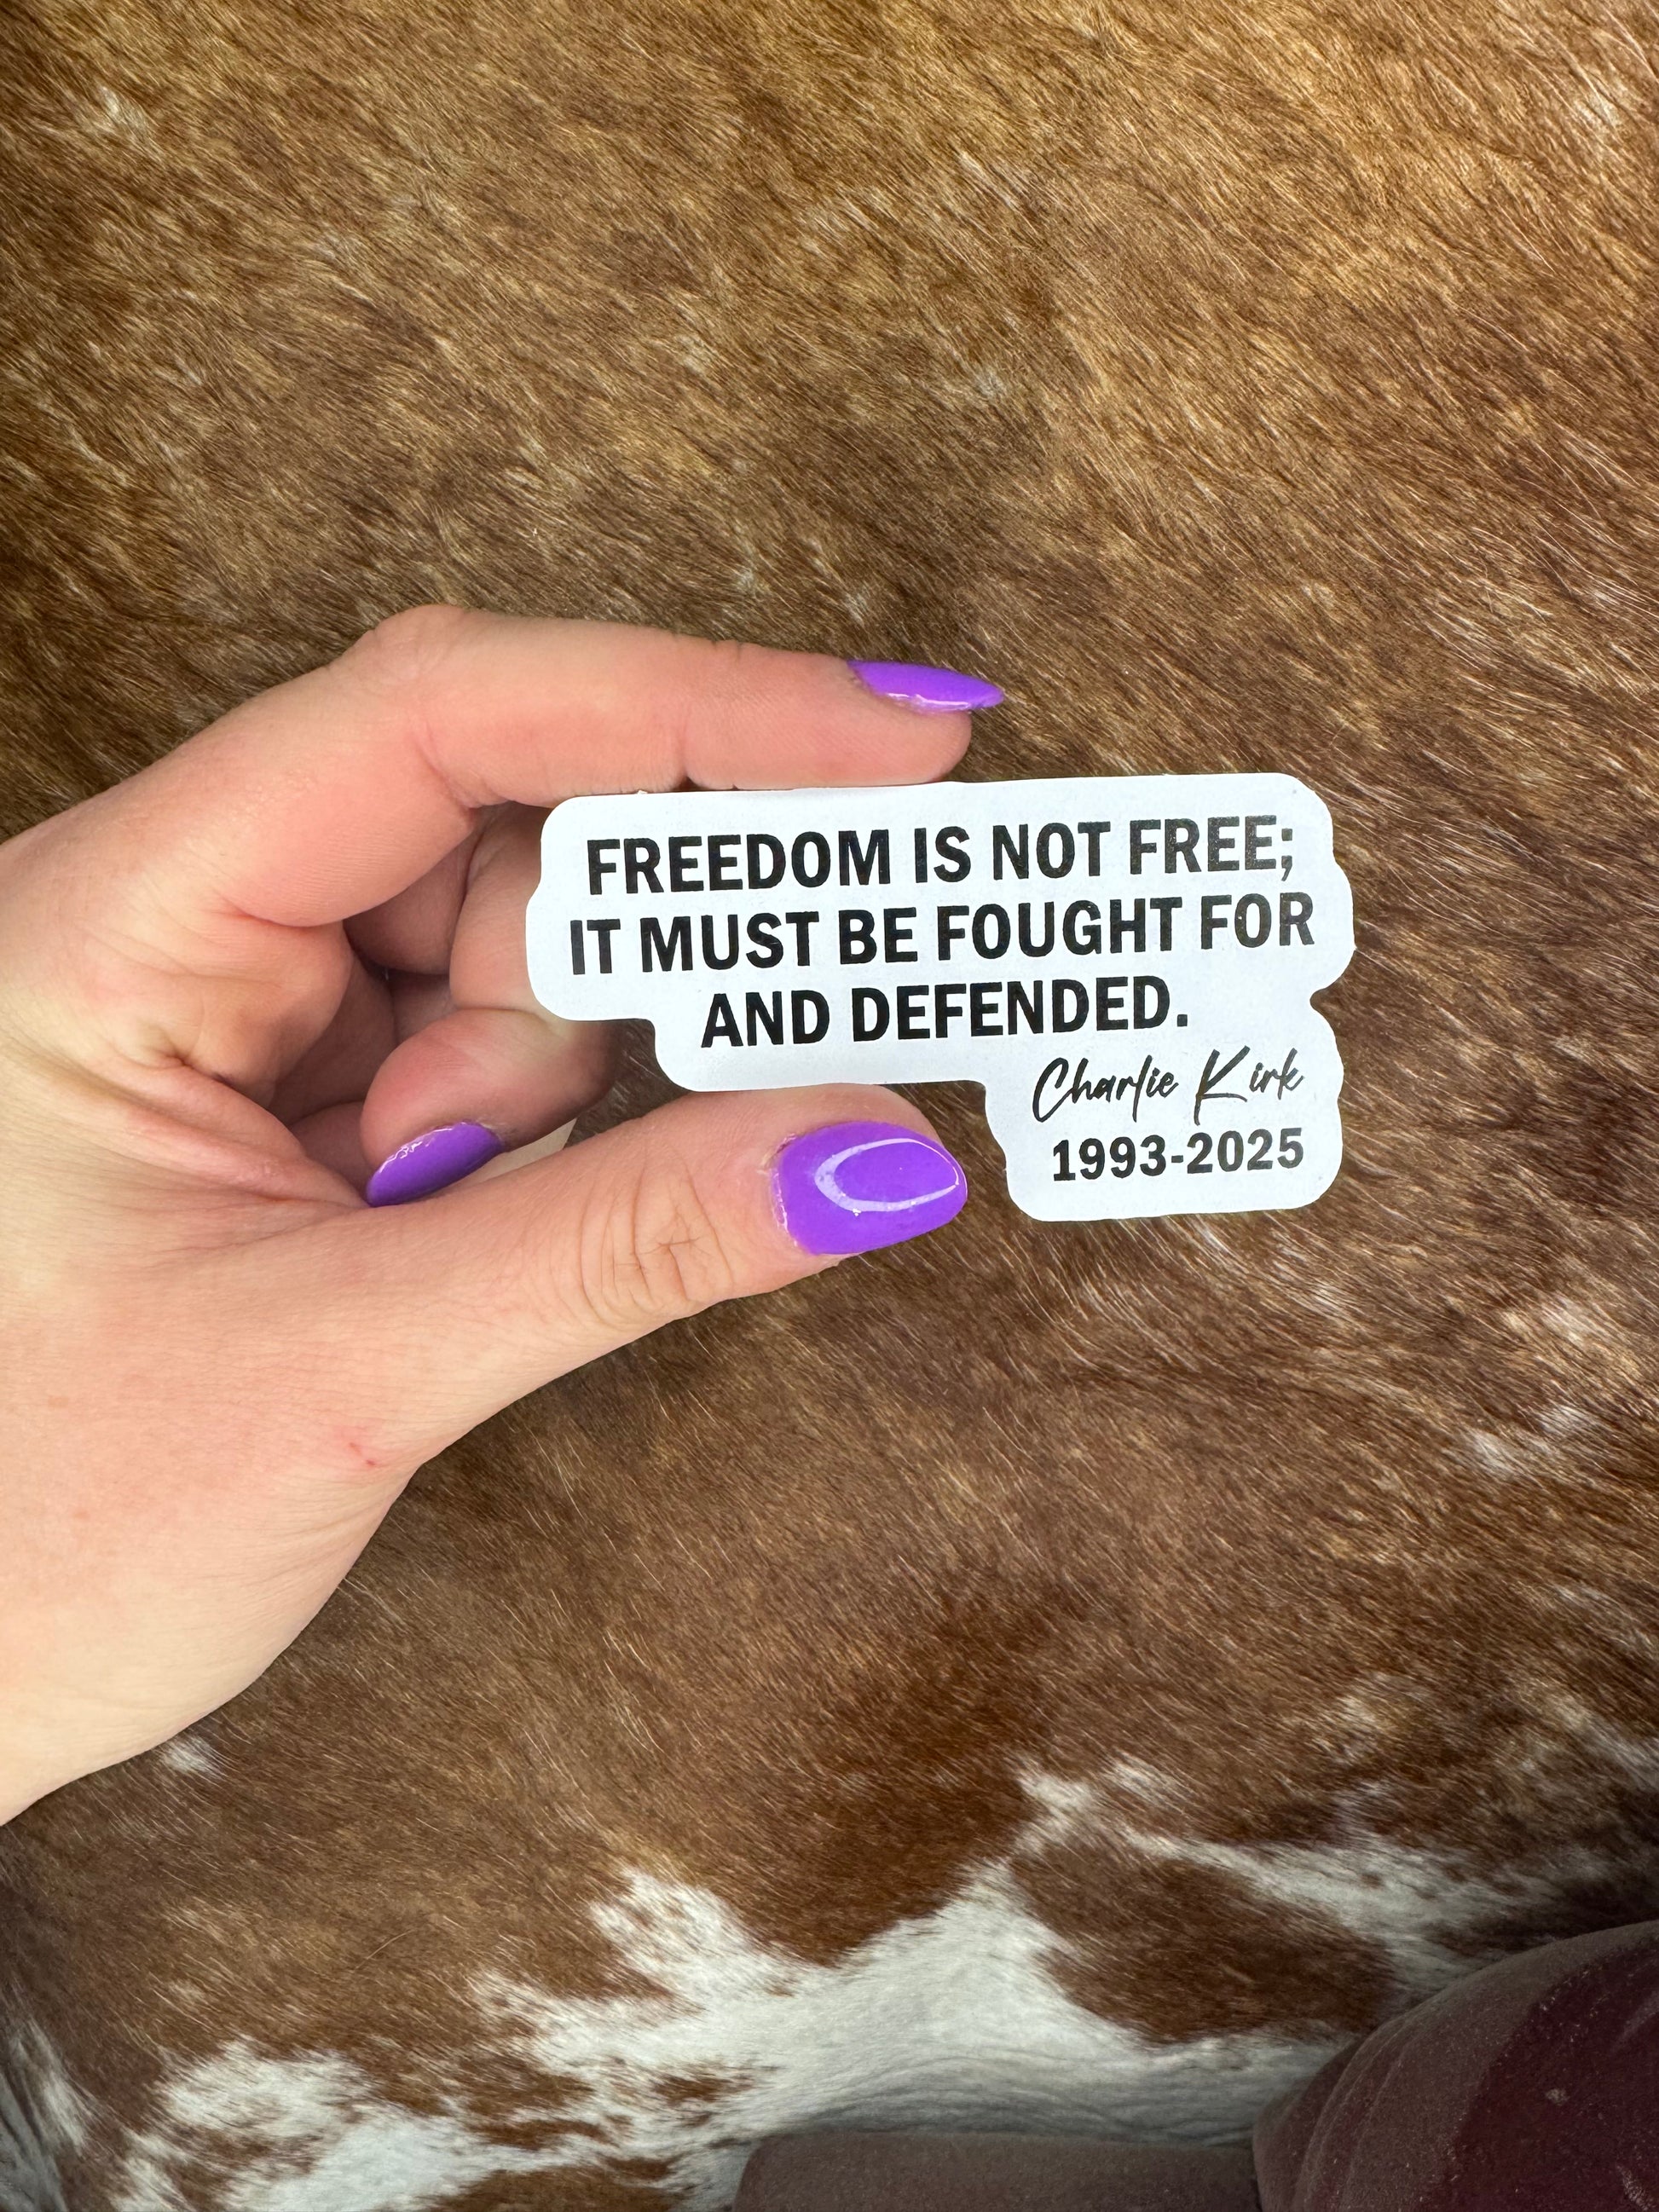 FREEDOM IS NOT FREE;
IT MUST BE FOUGHT FOR
AND DEFENDED.
Charlie Kirk
1993-2025